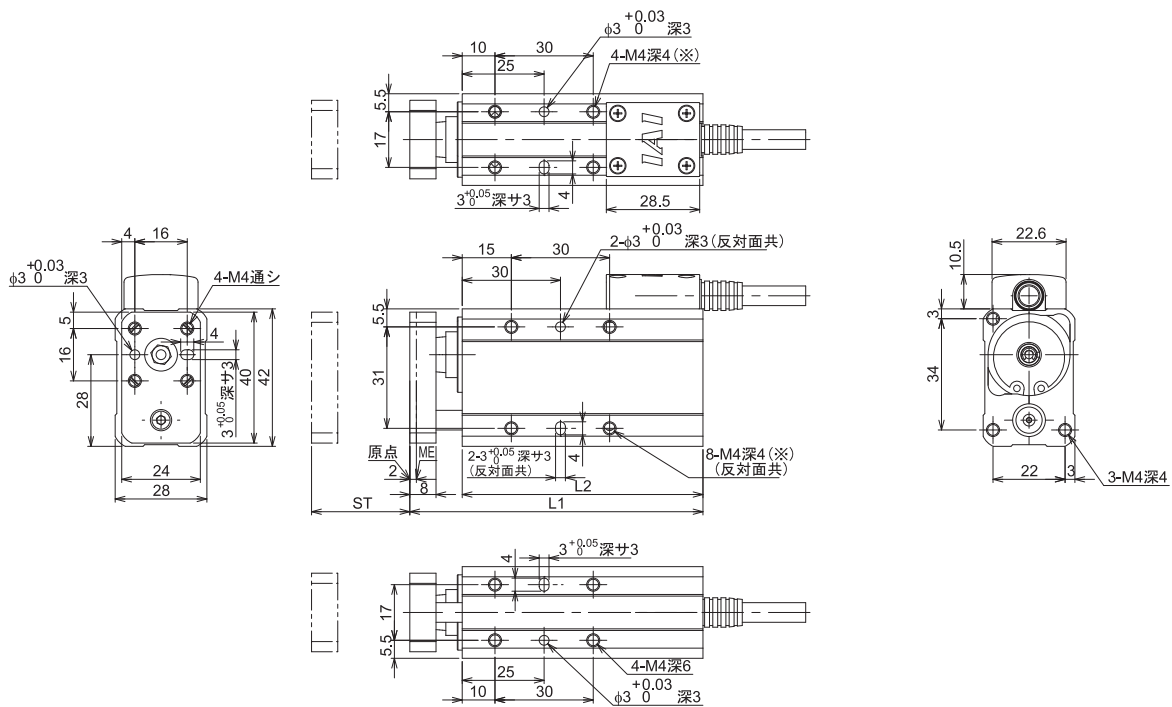 φ3 +0.03 0 深3
10
30
4-M4深4(※)
25
5.5
17
IAI
3 +0.05 0 深サ3
4
28.5
4
16
φ3 +0.03 0 深3
4-M4通シ
5
16
28
4
3 +0.05 0 深サ3
40
42
24
28
15
30
2-φ3 +0.03 0 深3(反対面共)
30
5.5
31
原点
ME
2
8
2-3 +0.05 0 深サ3
(反対面共)
4
8-M4深4(※)
(反対面共)
L2
ST
L1
22.6
10.5
3
34
22
3
3-M4深4
4
3 +0.05 0 深サ3
17
5.5
25
10
30
4-M4深6
φ3 +0.03 0 深3